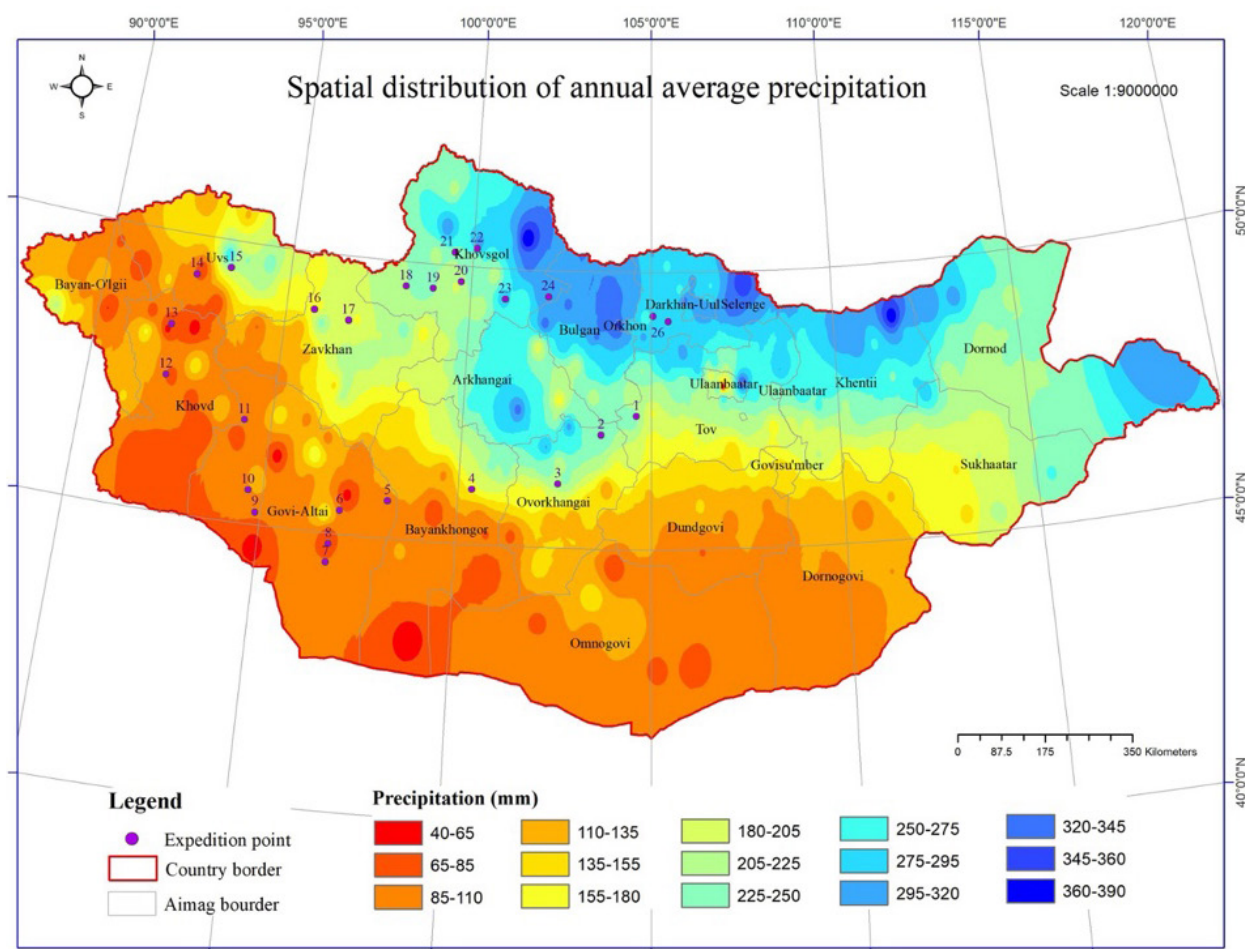 90°0'0"E 95°0'0"E 100°0'0"E 105°0'0"E 110°0'0"E 115°0'0"E 120°0'0"E
N
W E
S
Spatial distribution of annual average precipitation
Scale 1:9000000
50°0'0"N
45°0'0"N
40°0'0"N
21 22
Khovsgol
14 Uvs 15
Bayan-O'lgii
18 19 20
23 24
16 17
13
Darkhan-Uul Selenge
Bulgan Orkhon 26
Zavkhan
Dornod
12
Arkhangai
Ulaanbaatar Ulaanbaatar Khentii
Khovd
11
1
2
Tov
Govisu'mber
Sukhaatar
10
9
Govi-Altai
6 5
4
3
Ovorkhangai
8
7
Bayankhongor
Dundgovi
Dornogovi
Omnogovi
0 87.5 175 350 Kilometers
Legend
Expedition point
Country border
Aimag bourder
Precipitation (mm)
40-65 110-135 180-205 250-275 320-345
65-85 135-155 205-225 275-295 345-360
85-110 155-180 225-250 295-320 360-390